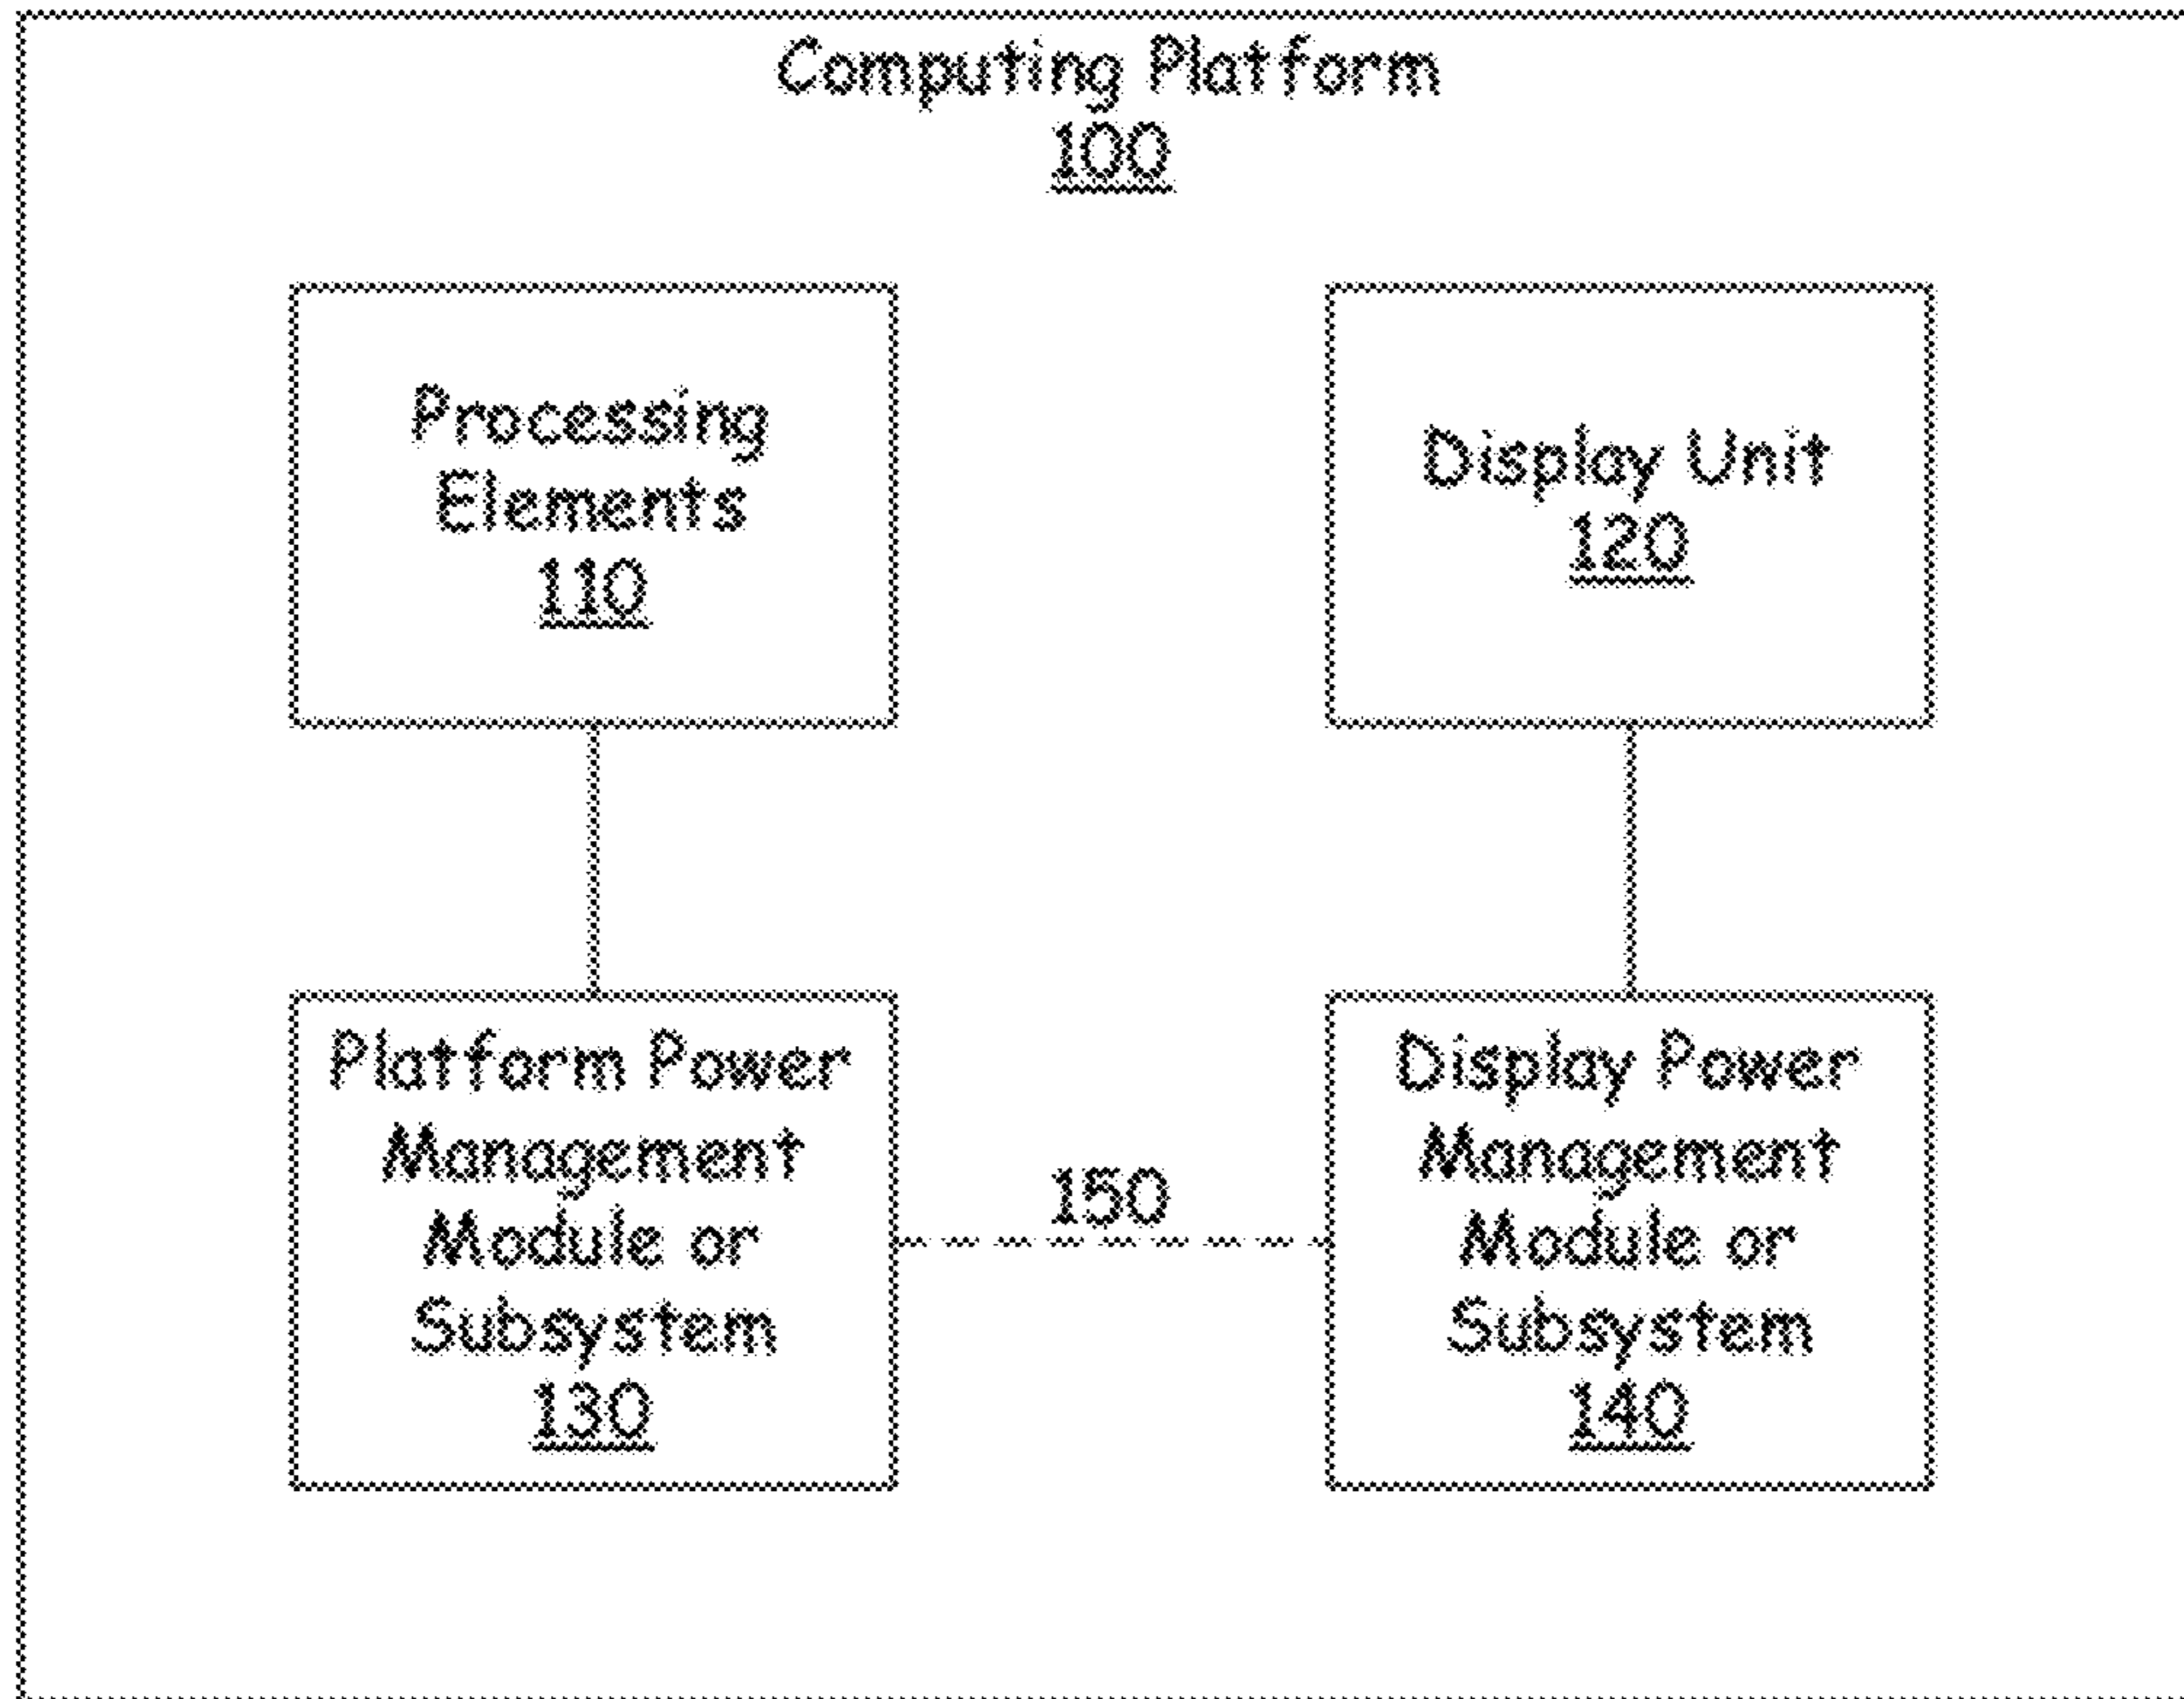 Computing Platform
100
Processing
Elements
110
Display Unit
120
Platform Power
Management
Module or
Subsystem
130
150
Display Power
Management
Module or
Subsystem
140